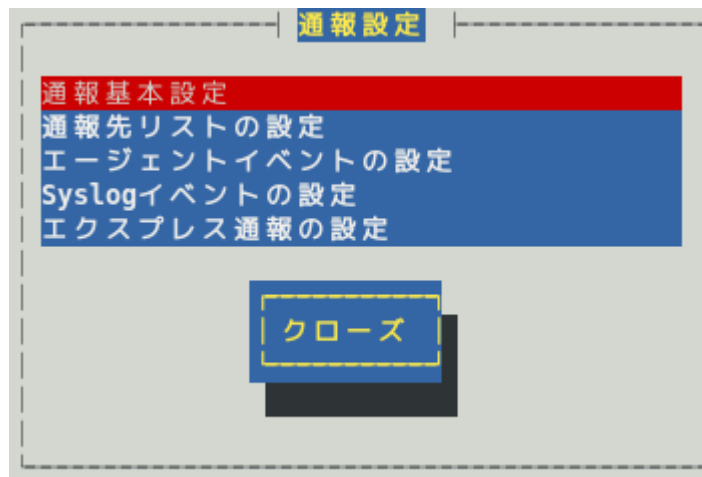 通報設定
通報基本設定
通報先リストの設定
エージェントイベントの設定
Syslogイベントの設定
エクスプレス通報の設定
クローズ